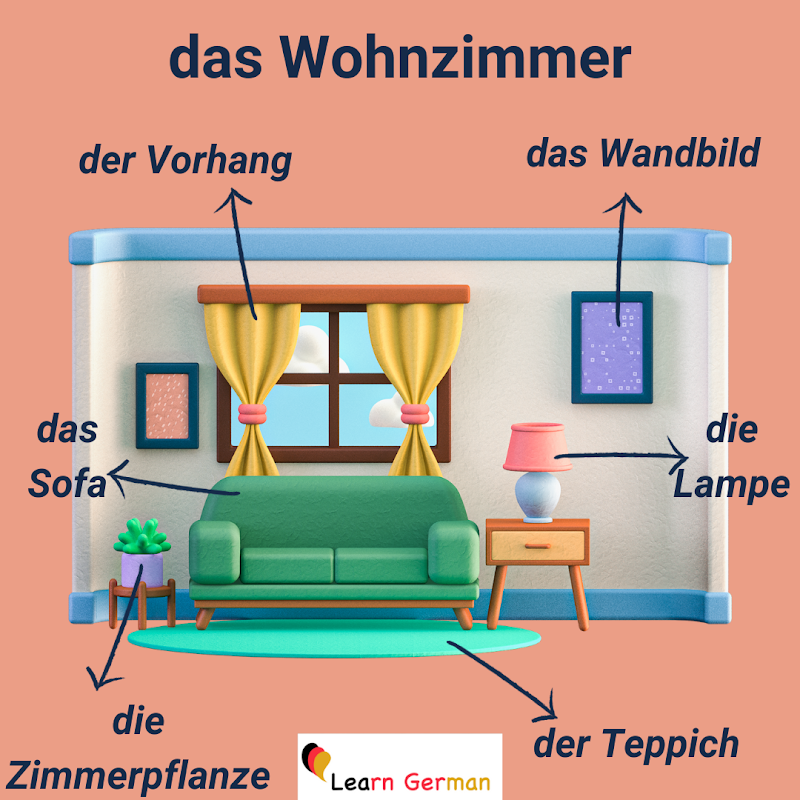 das Wohnzimmer
der Vorhang
das Wandbild
das
Sofa
die
Lampe
die
Zimmerpflanze
der Teppich
Learn German